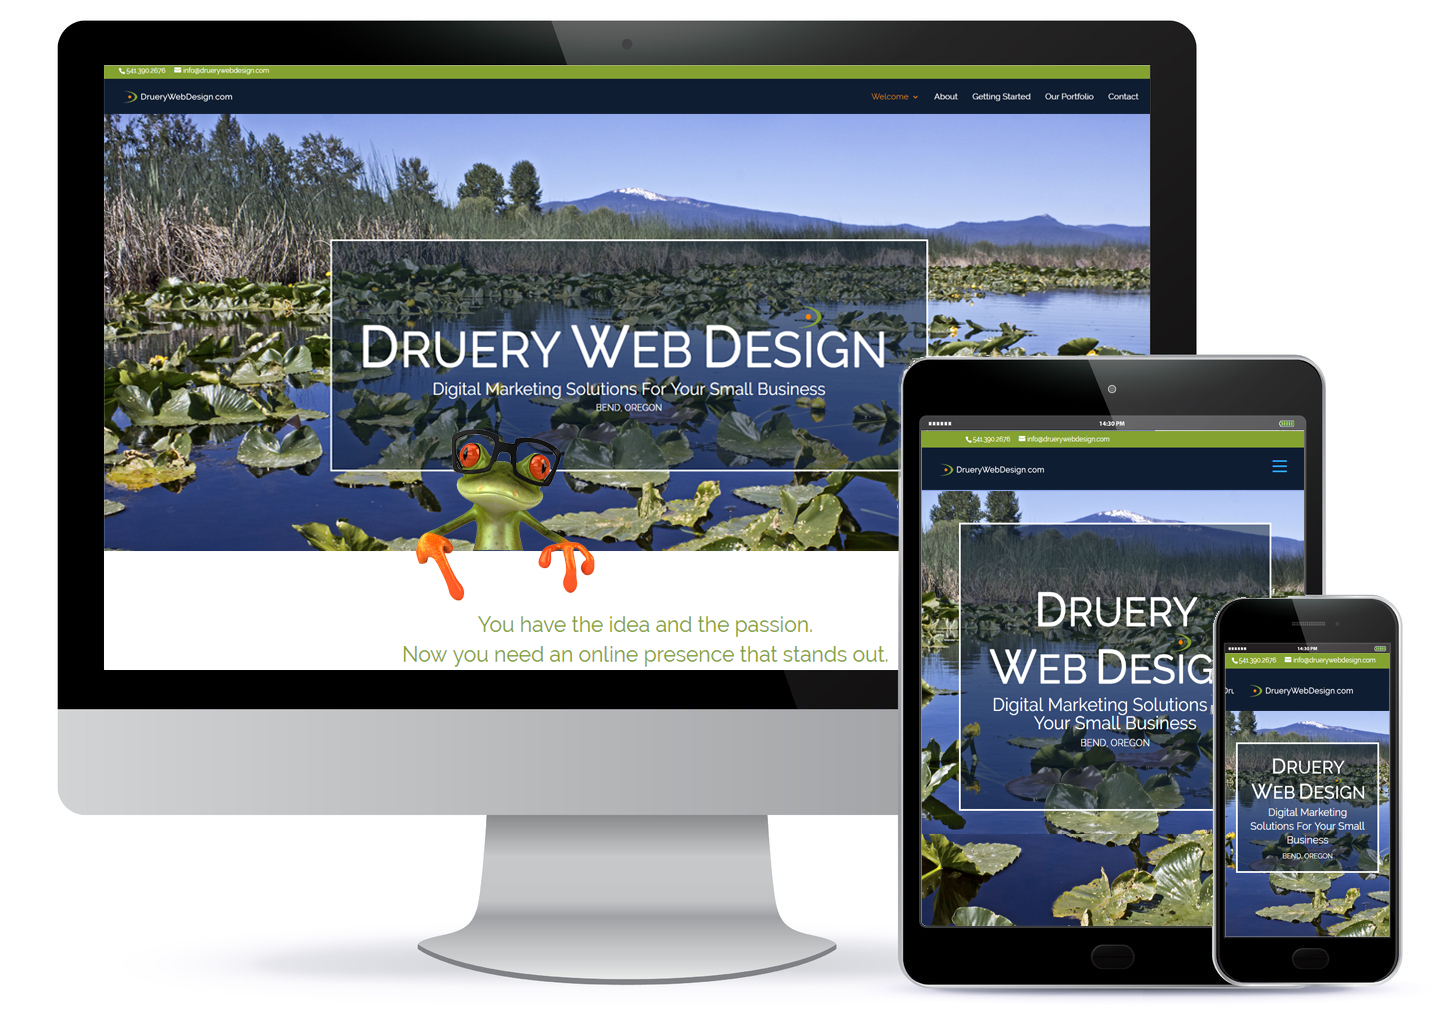 541.390.2676 info@druerywebdesign.com
DrueryWebDesign.com Welcome About Getting Started Our Portfolio Contact
DRUERY WEB DESIGN
Digital Marketing Solutions For Your Small Business
BEND, OREGON
You have the idea and the passion.
Now you need an online presence that stands out.
14:30 PM
541.390.2676 info@druerywebdesign.com
DrueryWebDesign.com
DRUERY
WEB DESIG
Digital Marketing Solutions
Your Small Business
BEND, OREGON
14:30 PM
541.390.2676 info@druerywebdesign.com
DrueryWebDesign.com
DRUERY
WEB DESIGN
Digital Marketing
Solutions For Your Small
Business
BEND, OREGON